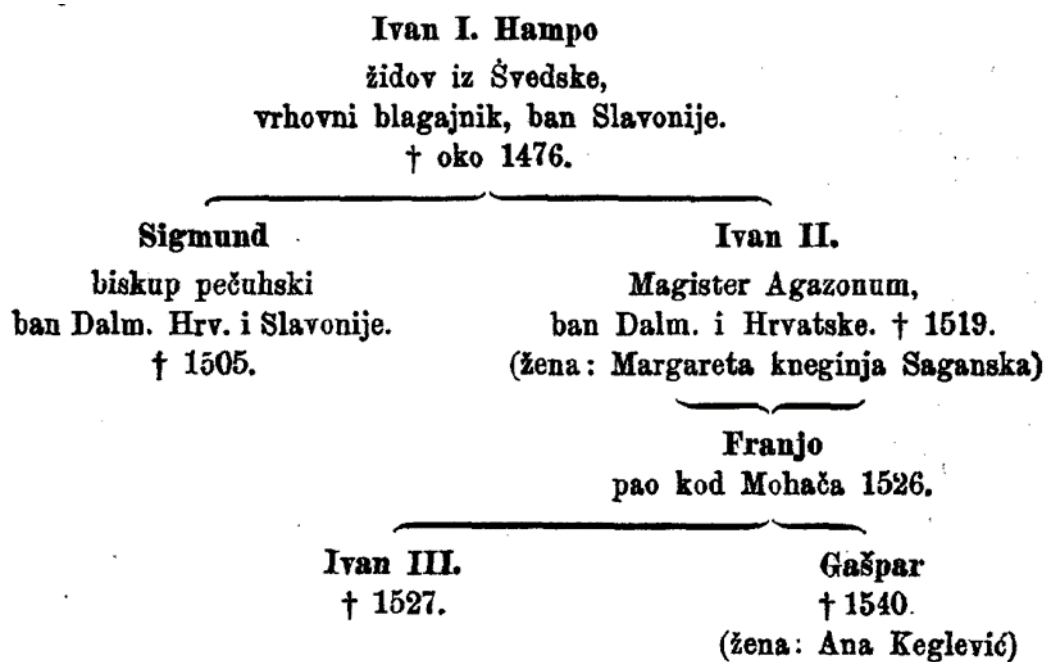 Ivan I. Hampo
židov iz Švedske,
vrhovni blagajnik, ban Slavonije.
† oko 1476.
Sigmund
biskup pečuhski
ban Dalm. Hrv. i Slavonije.
† 1505.
Ivan II.
Magister Agazonum,
ban Dalm. i Hrvatske. † 1519.
(žena: Margareta kneginja Saganska)
Franjo
pao kod Mohača 1526.
Ivan III.
† 1527.
Gašpar
† 1540.
(žena: Ana Keglević)